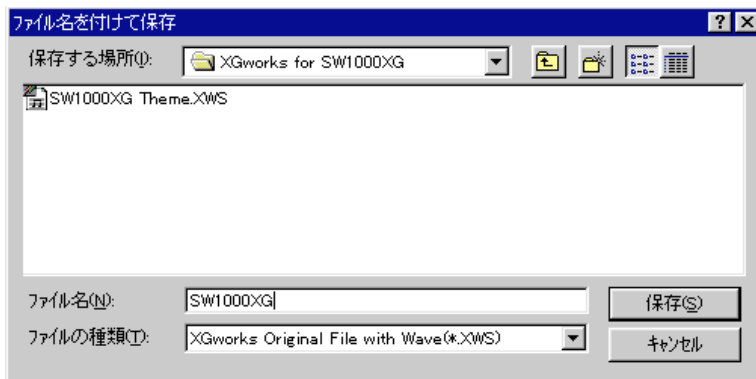 ファイル名を付けて保存
保存する場所(I): XGworks for SW1000XG
SW1000XG Theme.XWS
ファイル名(N): SW1000XG 保存(S)
ファイルの種類(T): XGworks Original File with Wave(*.XWS) キャンセル